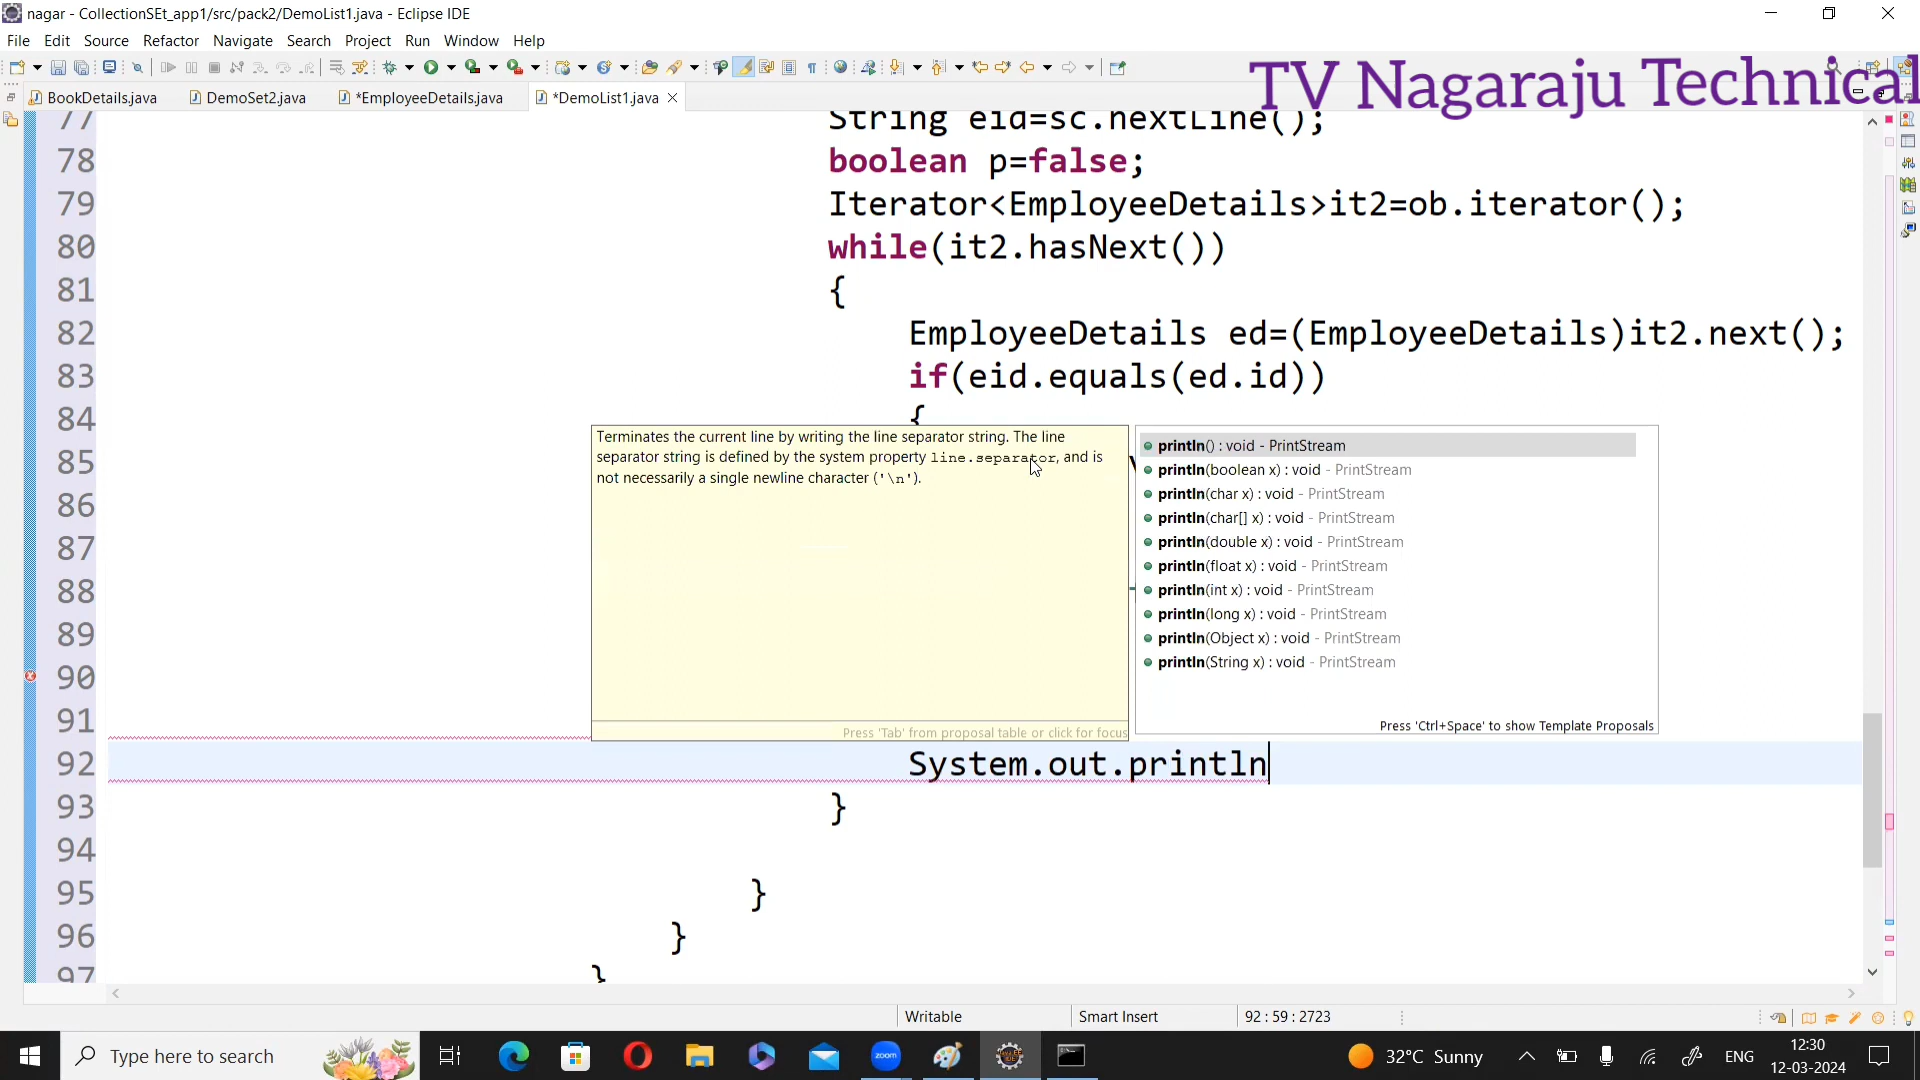 nagar - CollectionSEt_app1/src/pack2/DemoList1.java - Eclipse IDE
File Edit Source Refactor Navigate Search Project Run Window Help
TV Nagaraju Technical
BookDetails.java DemoSet2.java *EmployeeDetails.java *DemoList1.java
77 String eid=sc.nextLine();
78 boolean p=false;
79 Iterator<EmployeeDetails>it2=ob.iterator();
80 while(it2.hasNext())
81 {
82 EmployeeDetails ed=(EmployeeDetails)it2.next();
83 if(eid.equals(ed.id))
84 {
85
86
87
88
89
90
91
92 System.out.println
93 }
94
95 }
96 }
97 }
Terminates the current line by writing the line separator string. The line
separator string is defined by the system property line.separator, and is
not necessarily a single newline character ('\n').
Press 'Tab' from proposal table or click for focus
println() : void - PrintStream
println(boolean x) : void - PrintStream
println(char x) : void - PrintStream
println(char[] x) : void - PrintStream
println(double x) : void - PrintStream
println(float x) : void - PrintStream
println(int x) : void - PrintStream
println(long x) : void - PrintStream
println(Object x) : void - PrintStream
println(String x) : void - PrintStream
Press 'Ctrl+Space' to show Template Proposals
Writable Smart Insert 92 : 59 : 2723
Type here to search
zoom
32°C Sunny
ENG
12:30
12-03-2024